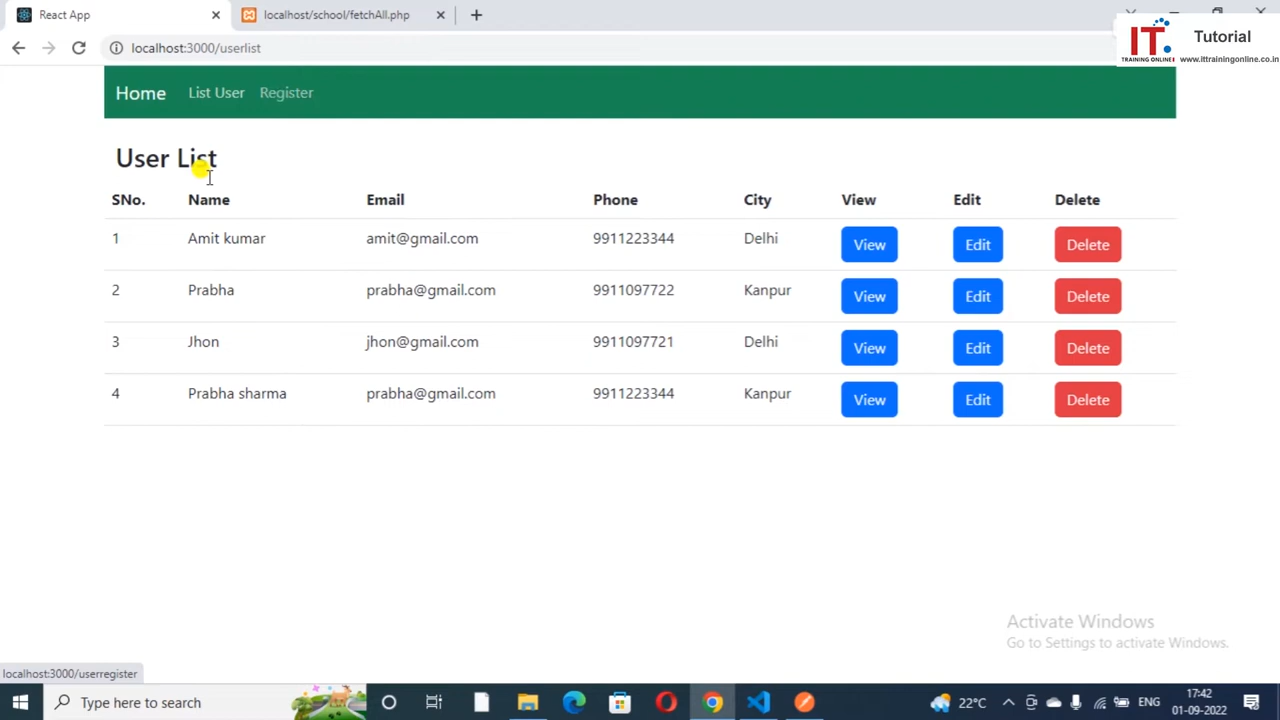 React App
localhost/school/fetchAll.php
localhost:3000/userlist
IT.
TRAINING ONLINE
Tutorial
www.ittrainingonline.co.in
Home List User Register
User List
SNo. Name Email Phone City View Edit Delete
1 Amit kumar amit@gmail.com 9911223344 Delhi View Edit Delete
2 Prabha prabha@gmail.com 9911097722 Kanpur View Edit Delete
3 Jhon jhon@gmail.com 9911097721 Delhi View Edit Delete
4 Prabha sharma prabha@gmail.com 9911223344 Kanpur View Edit Delete
Activate Windows
Go to Settings to activate Windows.
localhost:3000/userregister
Type here to search
22°C
ENG
17:42
01-09-2022